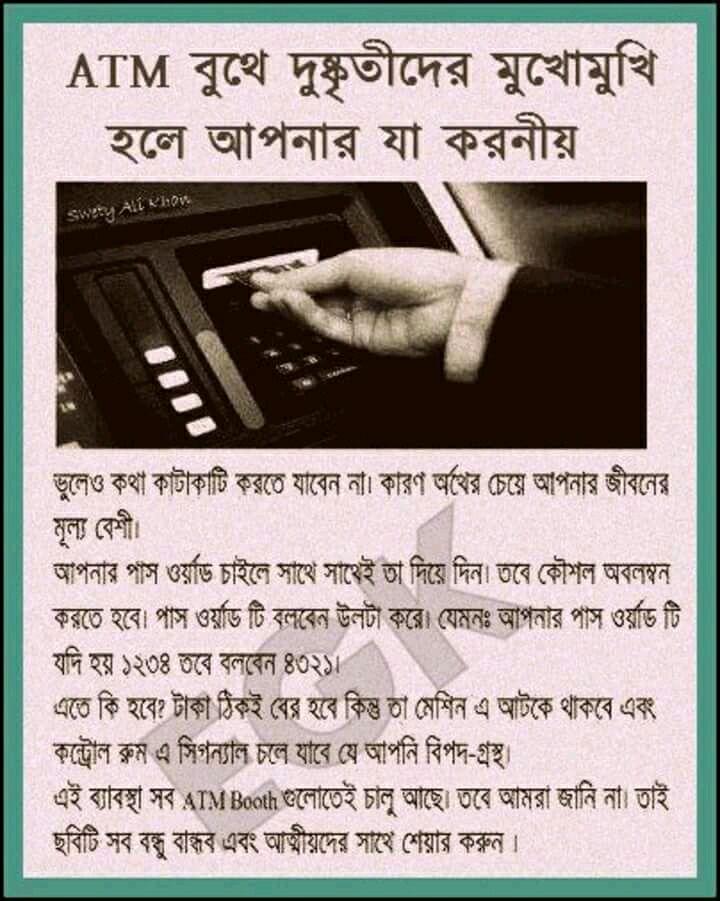 ATM বুথে দুষ্কৃতীদের মুখোমুখি
হলে আপনার যা করনীয়
Swety Ali Khan
ভুলেও কথা কাটাকাটি করতে যাবেন না। কারণ অর্থের চেয়ে আপনার জীবনের
মূল্য বেশী।
আপনার পাস ওয়ার্ড চাইলে সাথে সাথেই তা দিয়ে দিন। তবে কৌশল অবলম্বন
করতে হবে। পাস ওয়ার্ড টি বলবেন উলটা করে। যেমনঃ আপনার পাস ওয়ার্ড টি
যদি হয় ১২৩৪ তবে বলবেন ৪৩২১।
এতে কি হবে? টাকা ঠিকই বের হবে কিন্তু তা মেশিন এ আটকে থাকবে এবং
কন্ট্রোল রুম এ সিগন্যাল চলে যাবে যে আপনি বিপদ-গ্রস্থ।
এই ব্যাবস্থা সব ATM Booth গুলোতেই চালু আছে। তবে আমরা জানি না। তাই
ছবিটি সব বন্ধু বান্ধব এবং আত্মীয়দের সাথে শেয়ার করুন।
EGK